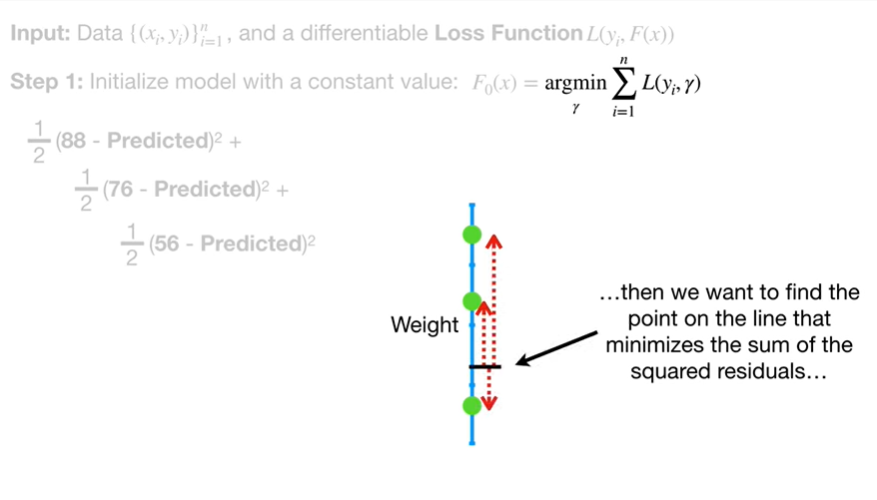 Input: Data {(xᵢ, yᵢ)}ⁿᵢ₌₁, and a differentiable Loss Function L(yᵢ, F(x))
Step 1: Initialize model with a constant value: F₀(x) = argmin_γ ∑ⁿᵢ₌₁ L(yᵢ, γ)
1/2 (88 - Predicted)² +
1/2 (76 - Predicted)² +
1/2 (56 - Predicted)²
Weight
…then we want to find the
point on the line that
minimizes the sum of the
squared residuals…